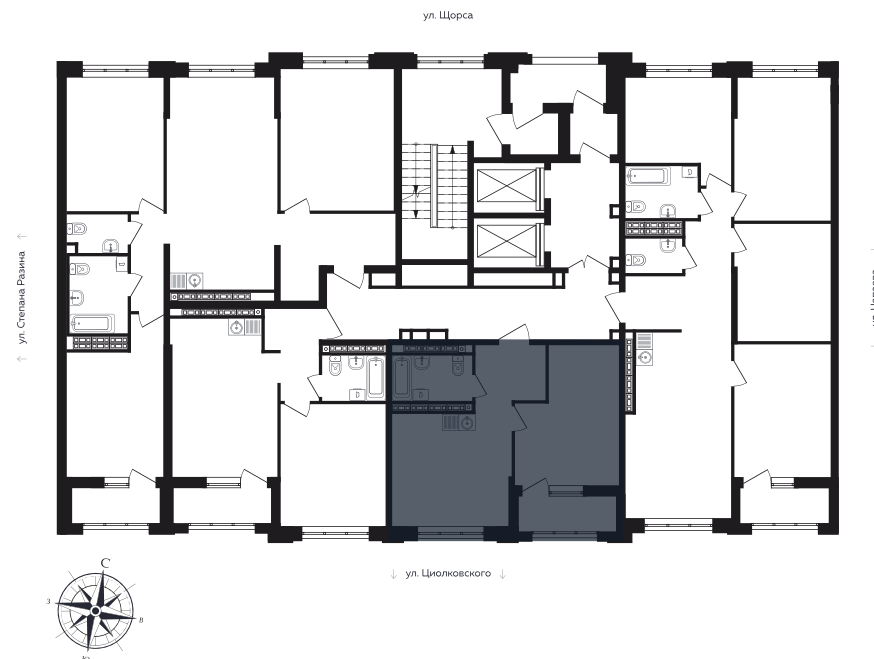 ул. Щорса
ул. Степана Разина
ул. Циолковского
С
З
В